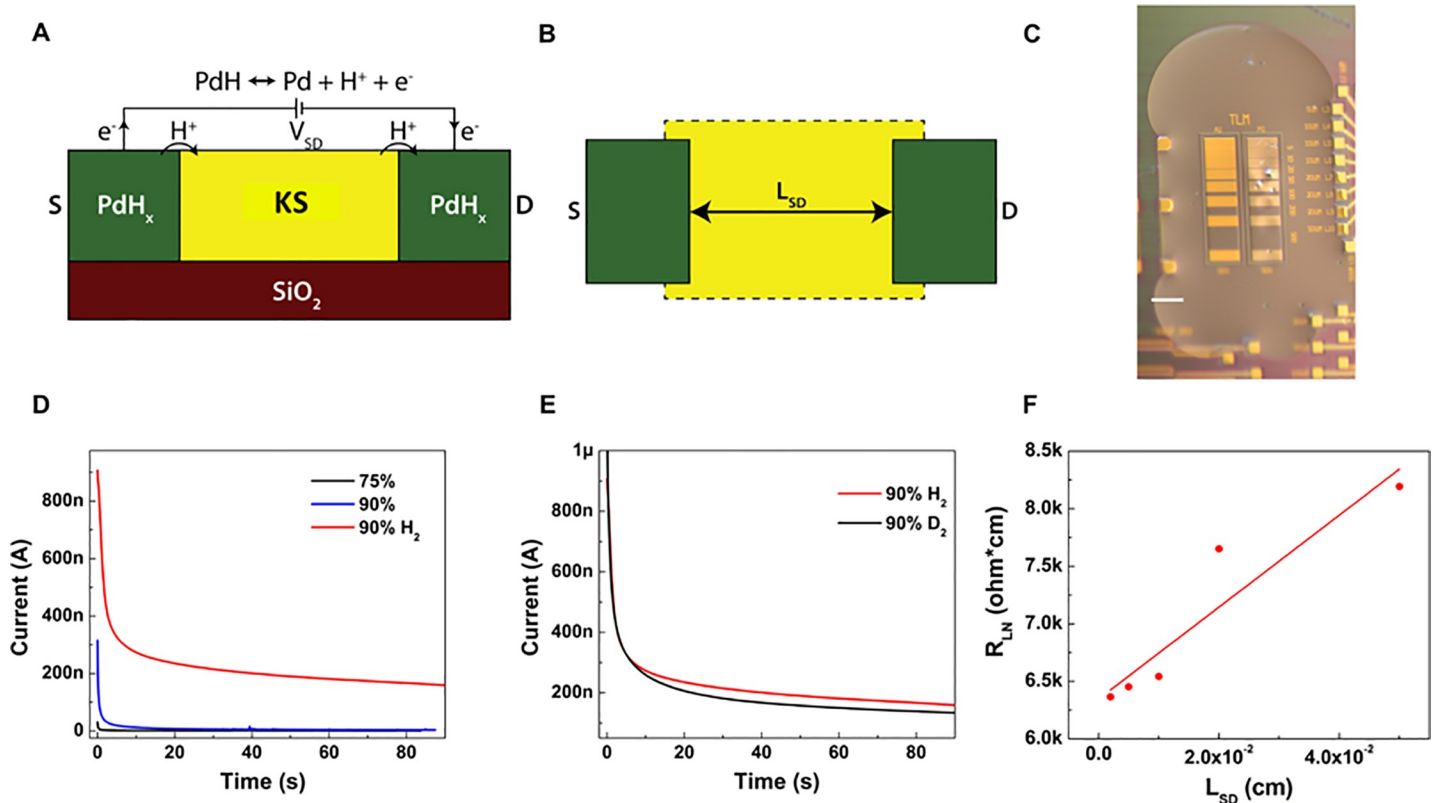 A
PdH ↔ Pd + H⁺ + e⁻
e⁻ H⁺ V_SD H⁺ e⁻
S PdHₓ KS PdHₓ D
SiO₂
B
S L_SD D
C
TLM
D
Current (A)
800n
600n
400n
200n
0
75%
90%
90% H₂
0 20 40 60 80
Time (s)
E
Current (A)
1µ
800n
600n
400n
200n
90% H₂
90% D₂
0 20 40 60 80
Time (s)
F
R_LN (ohm*cm)
8.5k
8.0k
7.5k
7.0k
6.5k
6.0k
0.0 2.0x10⁻² 4.0x10⁻²
L_SD (cm)